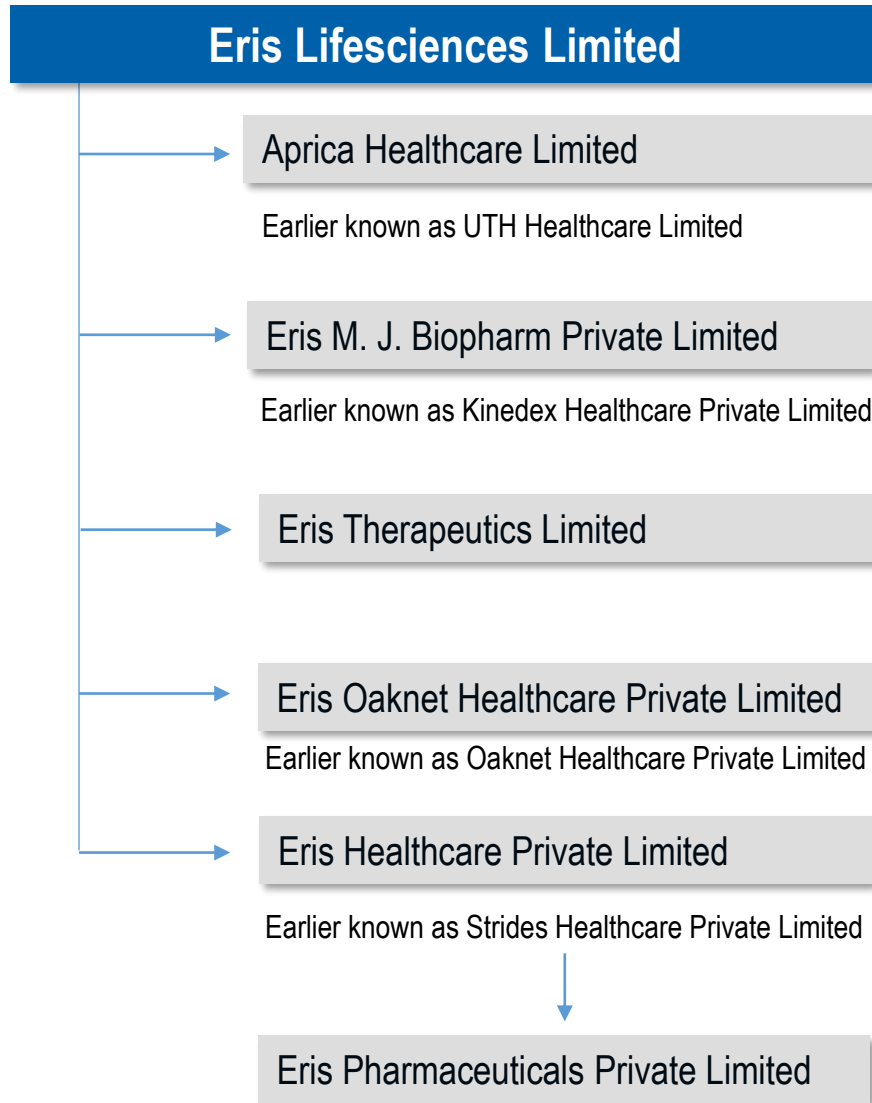 Eris Lifesciences Limited
Aprica Healthcare Limited
Earlier known as UTH Healthcare Limited
Eris M. J. Biopharm Private Limited
Earlier known as Kinedex Healthcare Private Limited
Eris Therapeutics Limited
Eris Oaknet Healthcare Private Limited
Earlier known as Oaknet Healthcare Private Limited
Eris Healthcare Private Limited
Earlier known as Strides Healthcare Private Limited
Eris Pharmaceuticals Private Limited